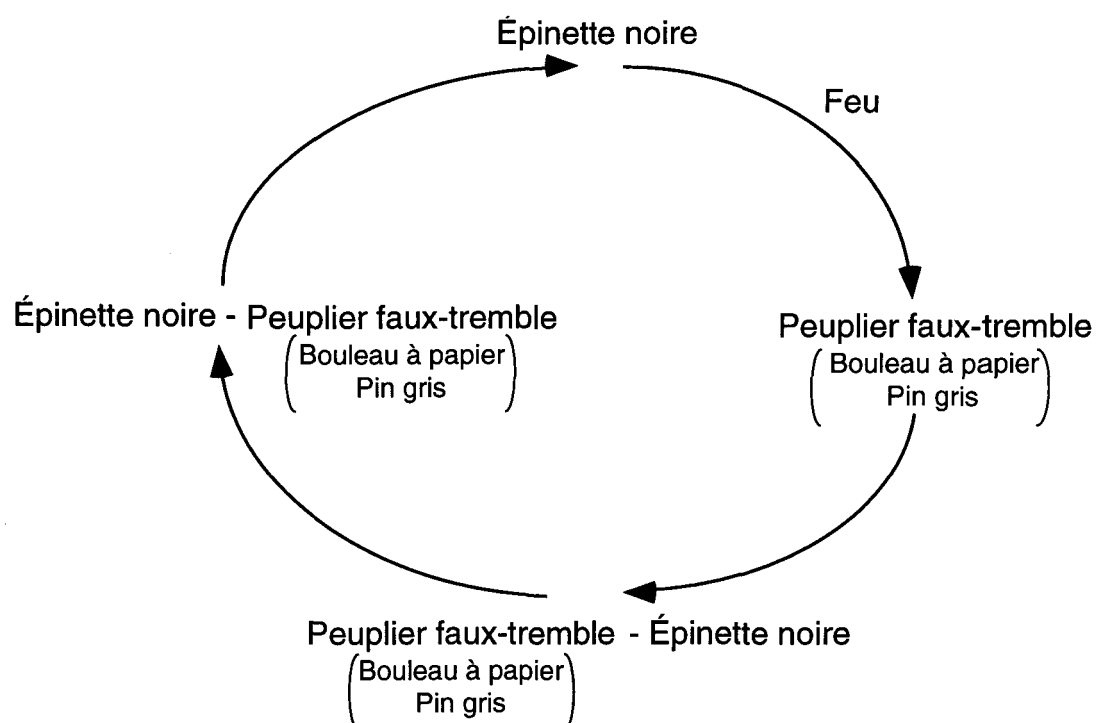 Épinette noire
Feu
Épinette noire - Peuplier faux-tremble
(Bouleau à papier
Pin gris)
Peuplier faux-tremble
(Bouleau à papier
Pin gris)
Peuplier faux-tremble - Épinette noire
(Bouleau à papier
Pin gris)